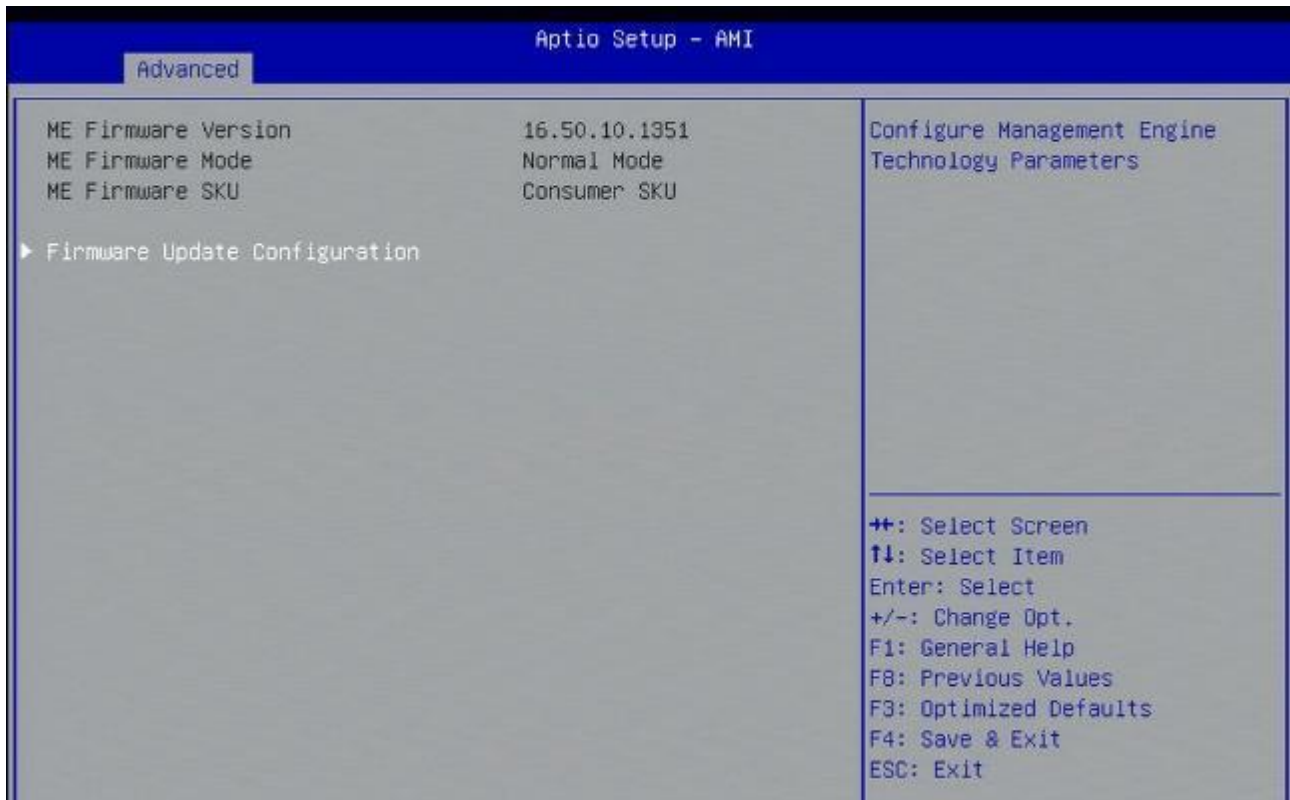 Aptio Setup – AMI
Advanced
ME Firmware Version 16.50.10.1351
ME Firmware Mode Normal Mode
ME Firmware SKU Consumer SKU
▶ Firmware Update Configuration
Configure Management Engine
Technology Parameters
→←: Select Screen
↑↓: Select Item
Enter: Select
+/-: Change Opt.
F1: General Help
F8: Previous Values
F3: Optimized Defaults
F4: Save & Exit
ESC: Exit